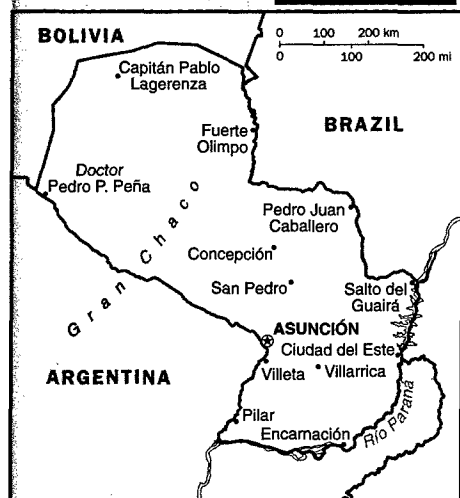 BOLIVIA
0 100 200 km
0 100 200 mi
Capitán Pablo
Lagerenza
BRAZIL
Fuerte
Olimpo
Doctor
Pedro P. Peña
Pedro Juan
Caballero
Gran Chaco
Concepción
San Pedro
Salto del
Guairá
ASUNCIÓN
Ciudad del Este
Villeta
Villarrica
ARGENTINA
Pilar
Encarnación
Río Paraná